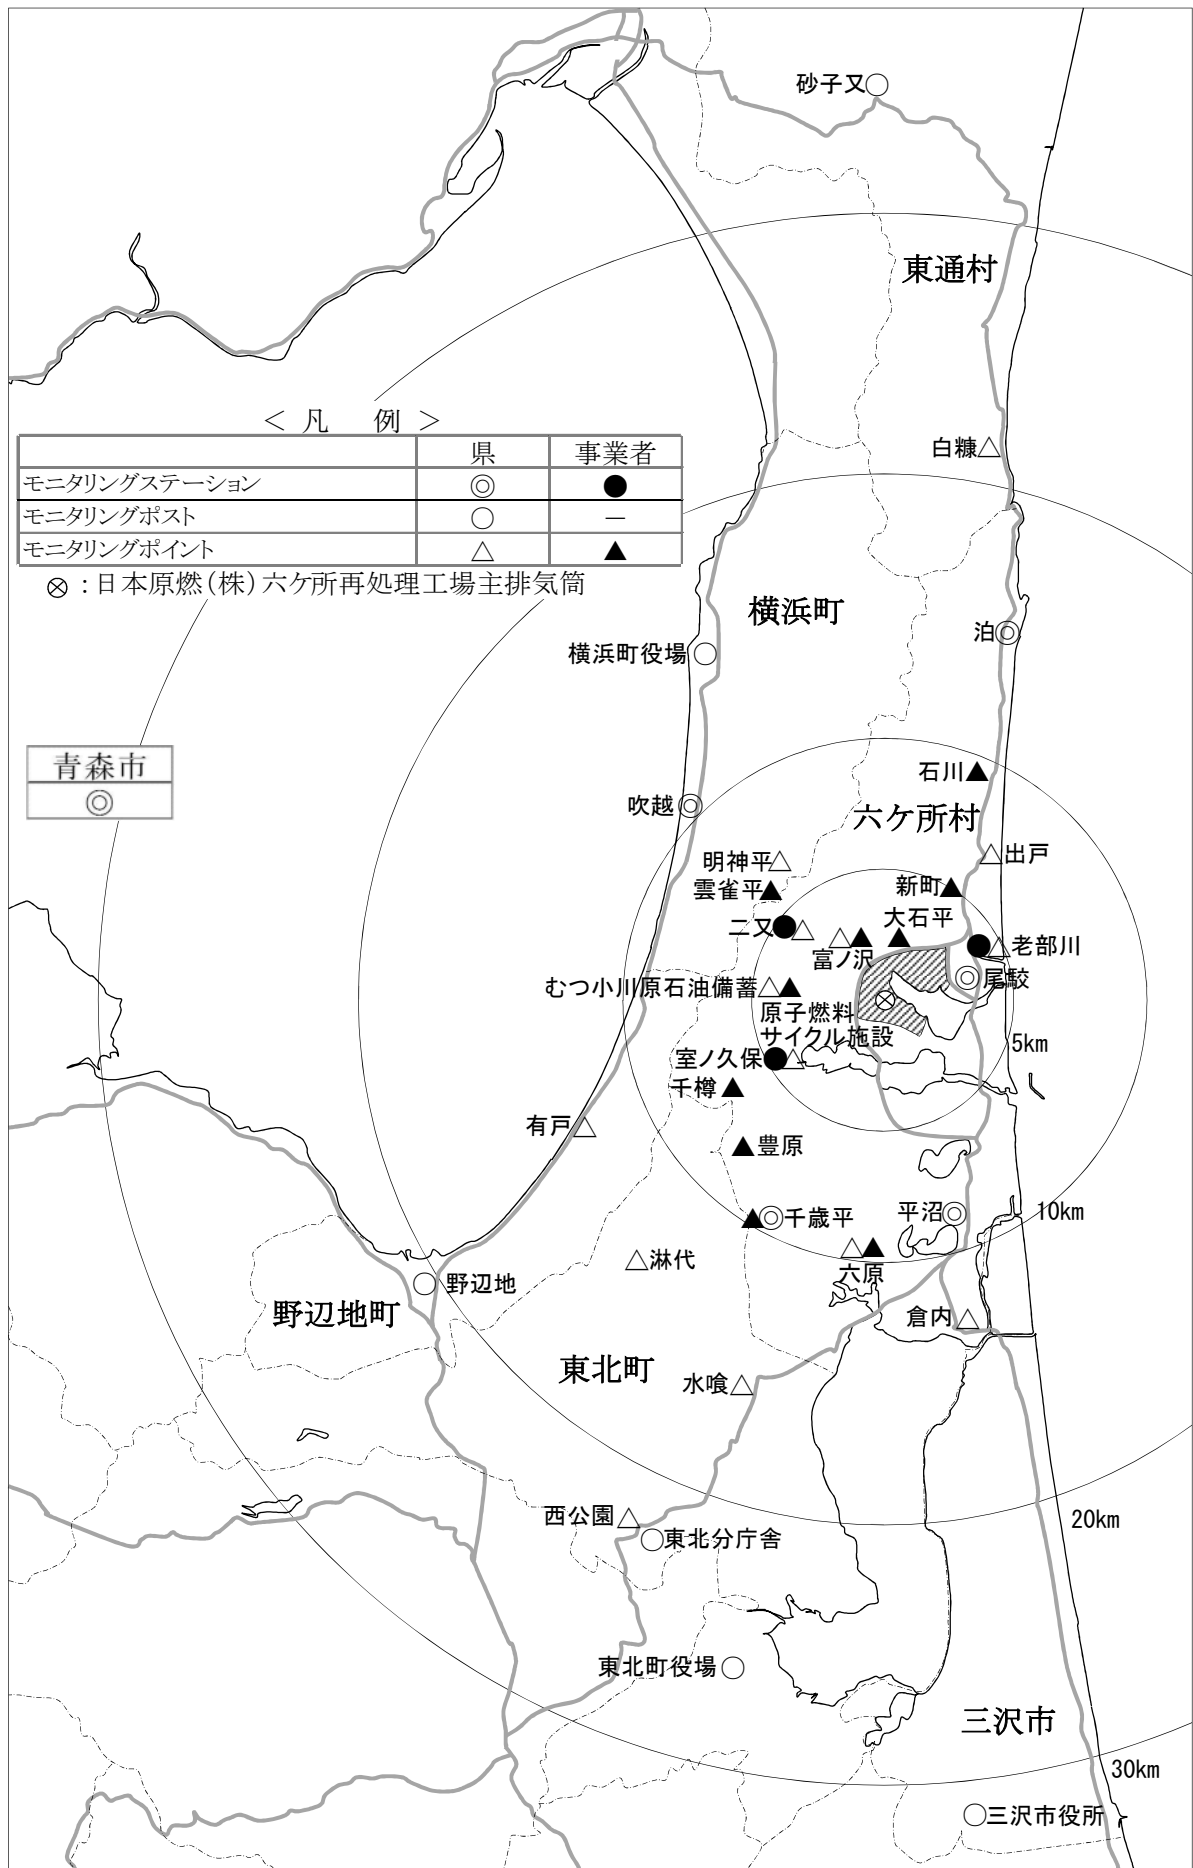 砂子又 ○
東通村
白糠 △
< 凡 例 >
県 事業者
モニタリングステーション ◎ ●
モニタリングポスト ○ －
モニタリングポイント △ ▲
⊗ : 日本原燃(株)六ケ所再処理工場主排気筒
横浜町
泊 ◎
横浜町役場 ○
青森市
◎
石川 ▲
吹越 ◎
六ケ所村
明神平 △
△ 出戸
雲雀平 ▲
新町 ▲
大石平
▲
二又 ● △
△ ▲
富ノ沢
● △ 老部川
◎ 尾駮
むつ小川原石油備蓄 △ ▲
⊗
原子燃料
サイクル施設
5km
室ノ久保 ● △
千樽 ▲
有戸 △
▲ 豊原
▲ ◎ 千歳平
平沼 ◎
10km
△ ▲
六原
△ 淋代
○ 野辺地
野辺地町
倉内 △
東北町
水喰 △
西公園 △
○ 東北分庁舎
20km
東北町役場 ○
三沢市
30km
○ 三沢市役所